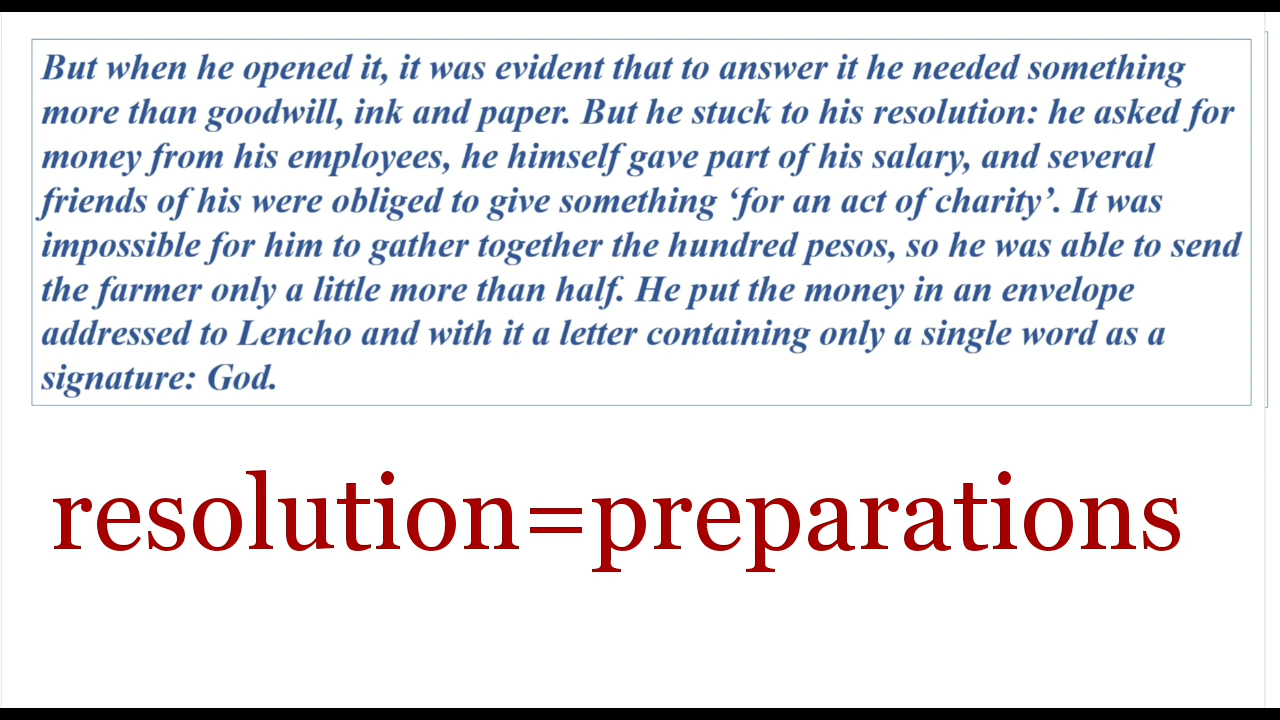 But when he opened it, it was evident that to answer it he needed something
more than goodwill, ink and paper. But he stuck to his resolution: he asked for
money from his employees, he himself gave part of his salary, and several
friends of his were obliged to give something ‘for an act of charity’. It was
impossible for him to gather together the hundred pesos, so he was able to send
the farmer only a little more than half. He put the money in an envelope
addressed to Lencho and with it a letter containing only a single word as a
signature: God.
resolution=preparations